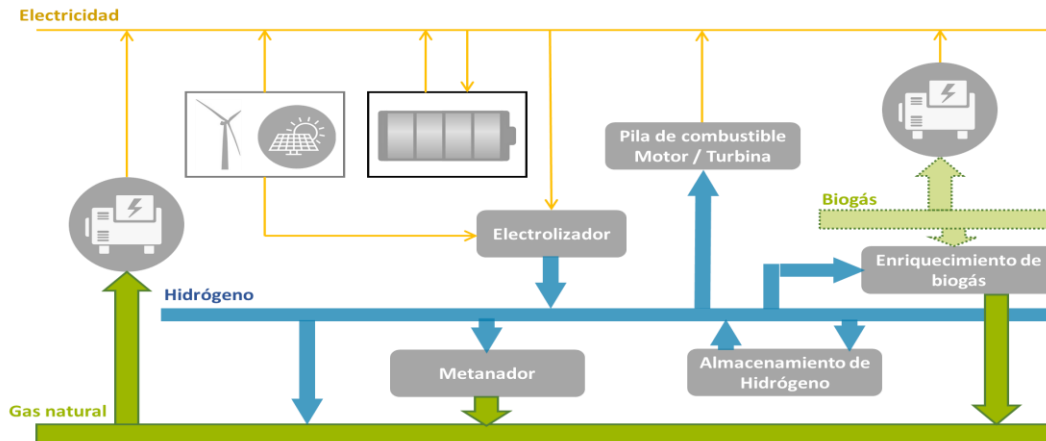 Electricidad
Pila de combustible
Motor / Turbina
Biogás
Electrolizador
Enriquecimiento de
biogás
Hidrógeno
Metanador
Almacenamiento de
Hidrógeno
Gas natural